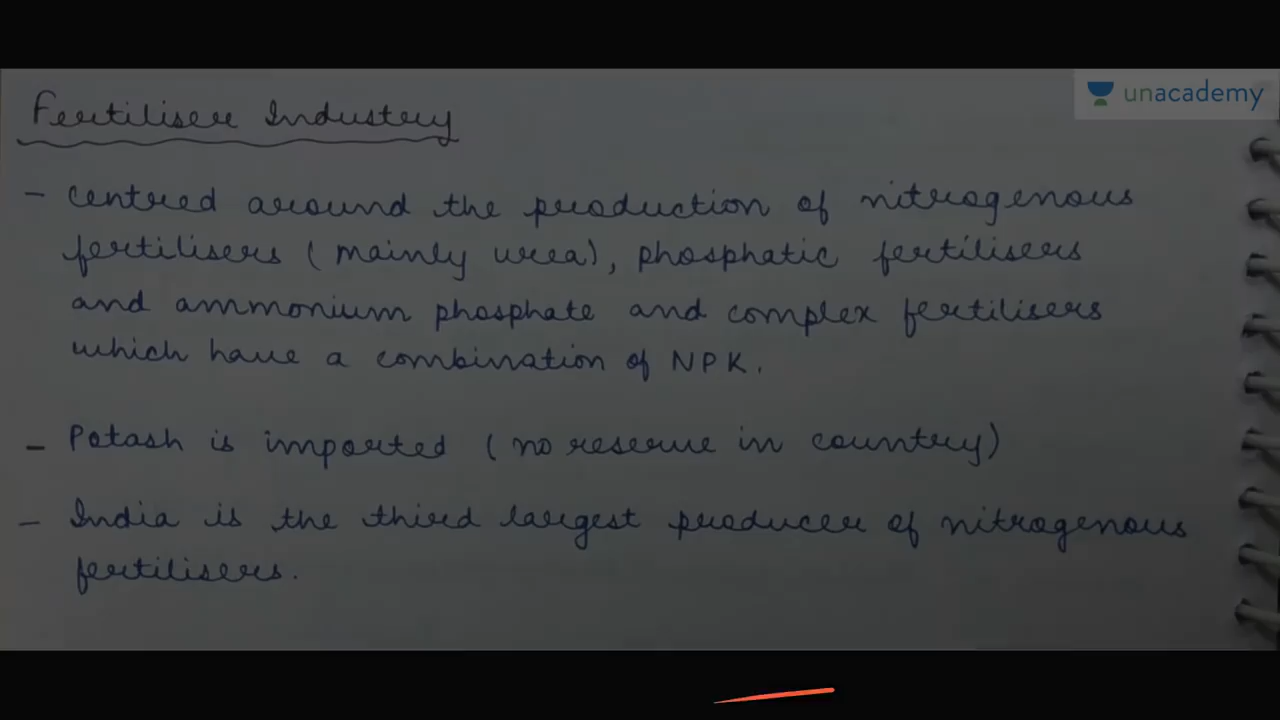 Fertiliser Industry
unacademy
- Centred around the production of nitrogenous
fertilisers (mainly urea), phosphatic fertilisers
and ammonium phosphate and complex fertilisers
which have a combination of NPK.
- Potash is imported (no reserve in country)
- India is the third largest producer of nitrogenous
fertilisers.